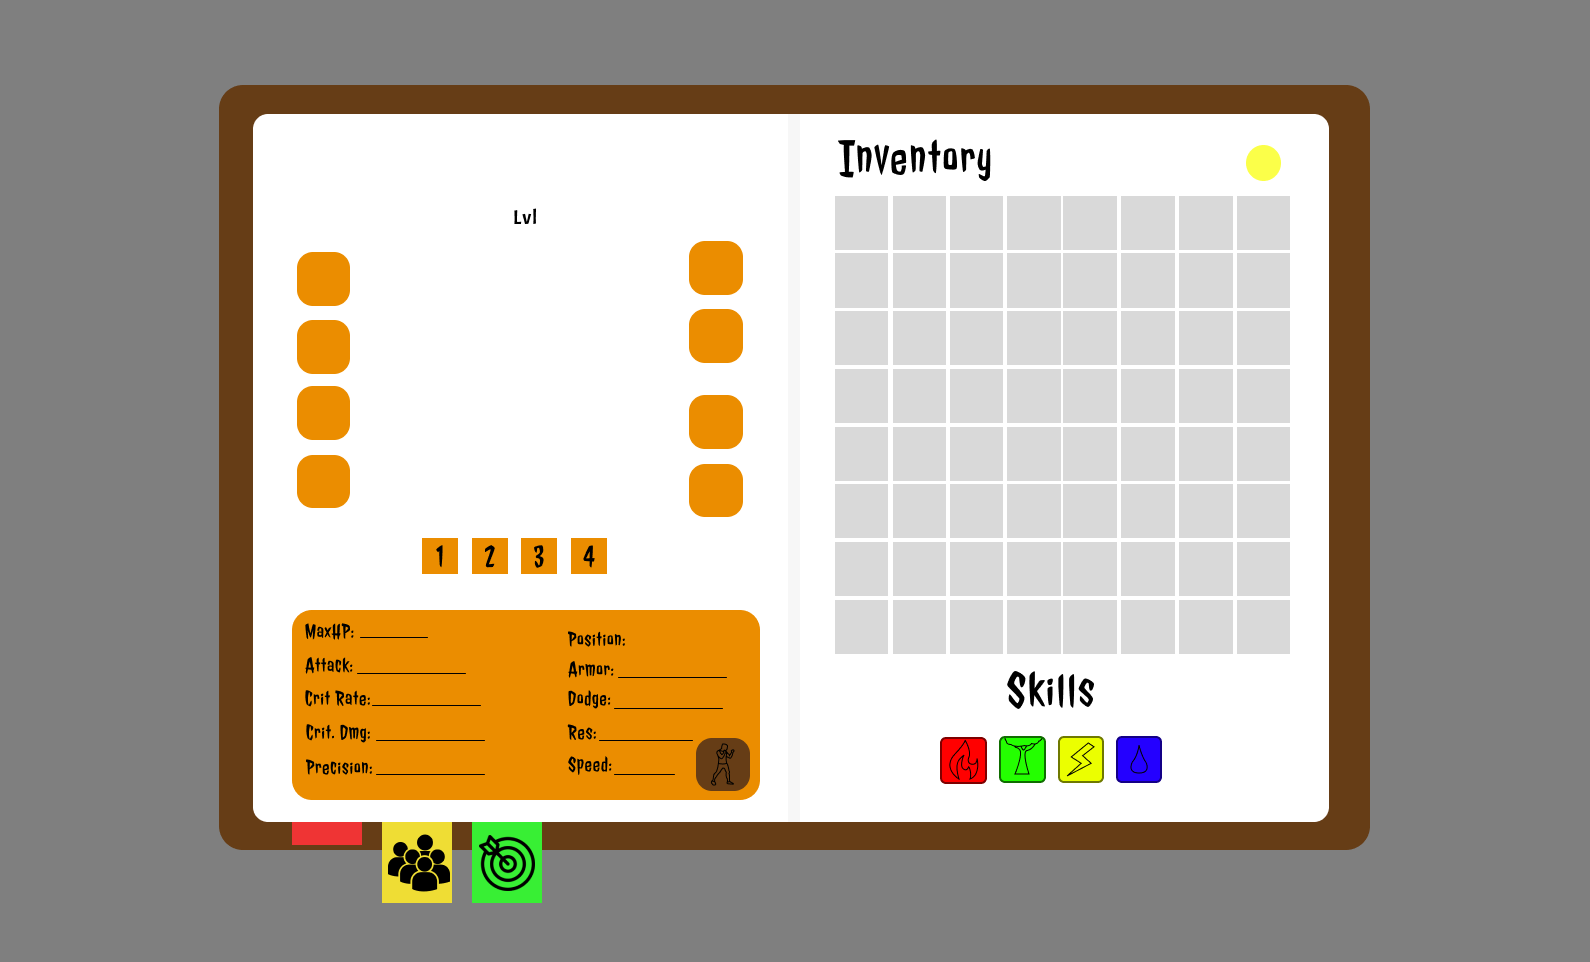 Lvl
1 2 3 4
MaxHP:
Attack:
Crit Rate:
Crit. Dmg:
Precision:
Position:
Armor:
Dodge:
Res:
Speed:
Inventory
Skills